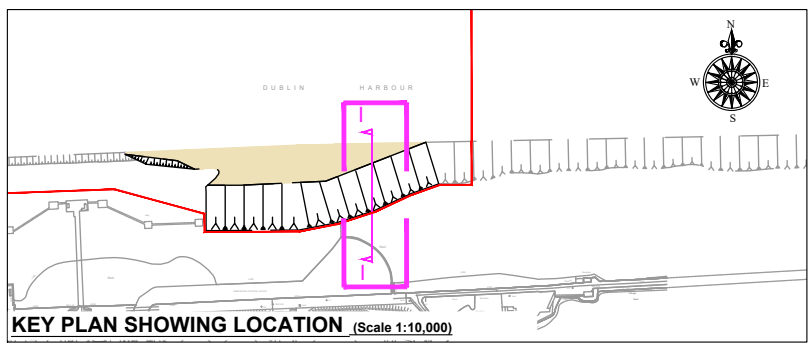 N
DUBLIN HARBOUR
W E
S
KEY PLAN SHOWING LOCATION (Scale 1:10,000)